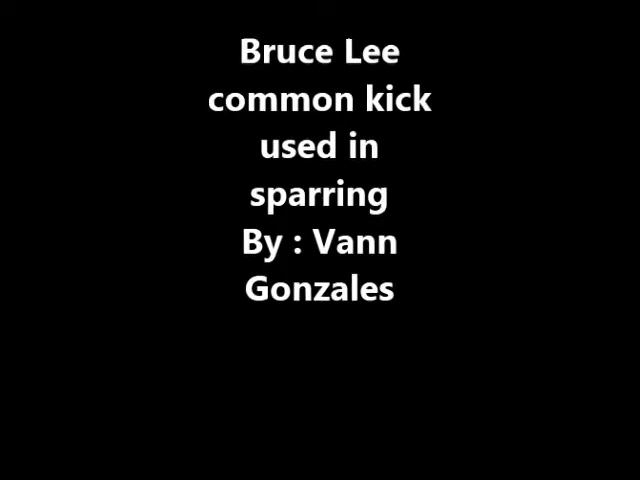 Bruce Lee
common kick
used in
sparring
By : Vann
Gonzales